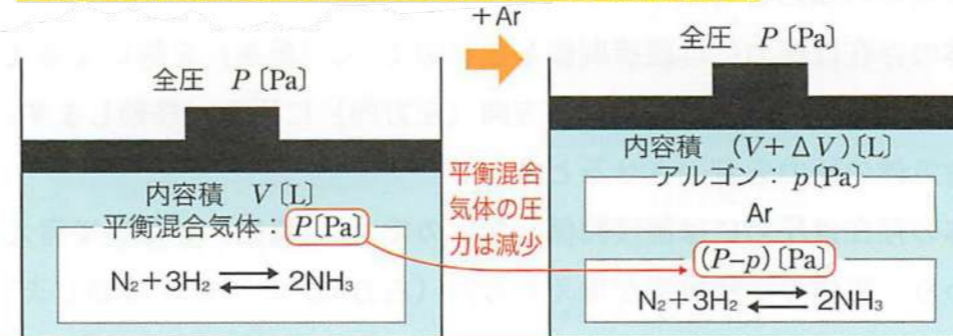 +Ar
全圧 P〔Pa〕
内容積 V〔L〕
平衡混合気体：P〔Pa〕
N₂+3H₂ ⇄ 2NH₃
平衡混合
気体の圧
力は減少
全圧 P〔Pa〕
内容積 (V+ΔV)〔L〕
アルゴン：p〔Pa〕
Ar
(P−p)〔Pa〕
N₂+3H₂ ⇄ 2NH₃